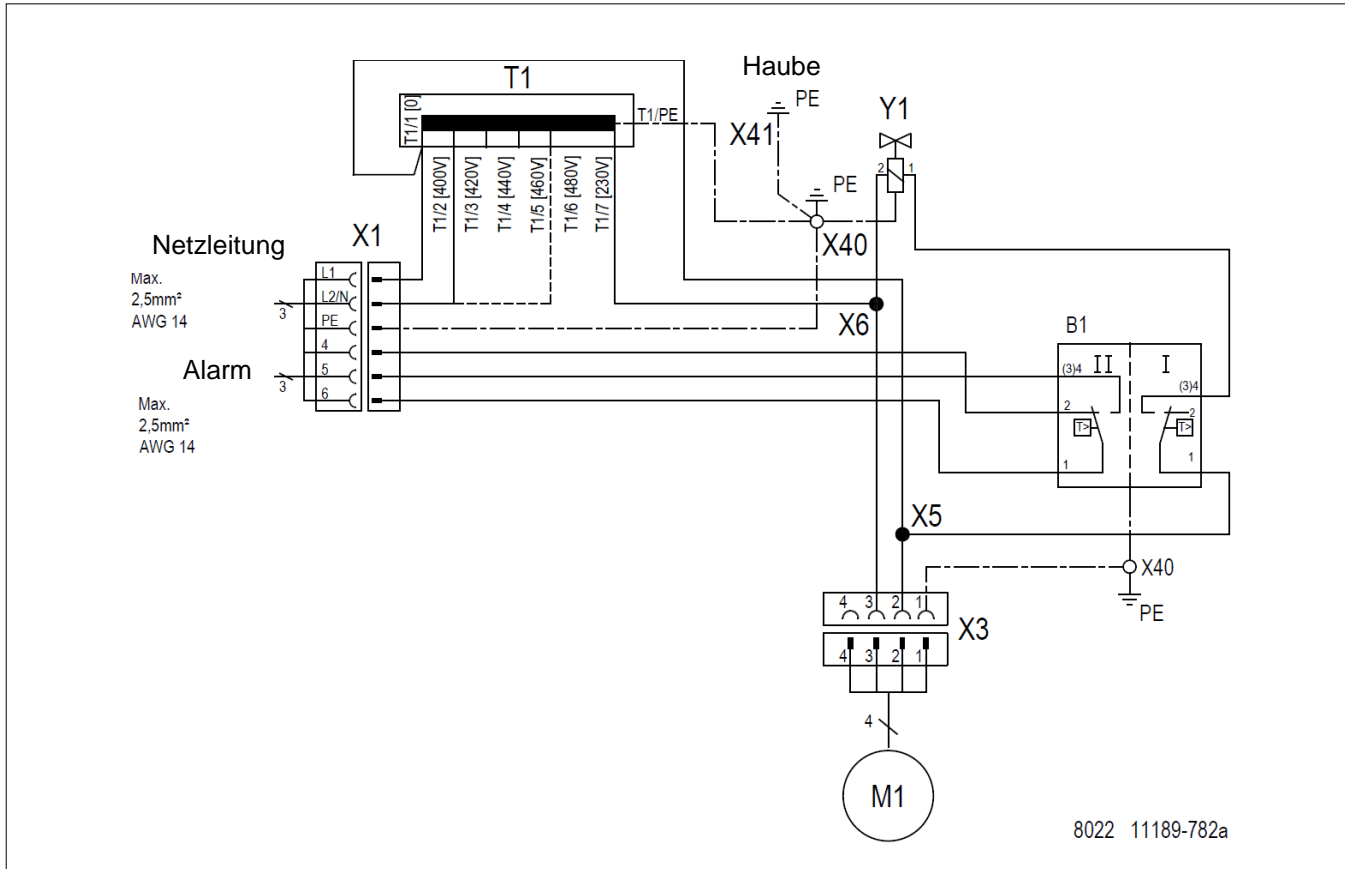 Haube
T1
PE
Y1
T1/1 [0]
T1/PE
X41
2
1
PE
T1/2 [400V]
T1/3 [420V]
T1/4 [440V]
T1/5 [460V]
T1/6 [480V]
T1/7 [230V]
X40
Netzleitung
X1
Max.
2,5mm²
AWG 14
L1
L2/N
3
PE
X6
B1
4
Alarm
5
3
6
Max.
2,5mm²
AWG 14
(3)4
II
I
(3)4
2
2
T>
T>
1
1
X5
X40
PE
4
3
2
1
X3
4
3
2
1
4
M1
8022 11189-782a